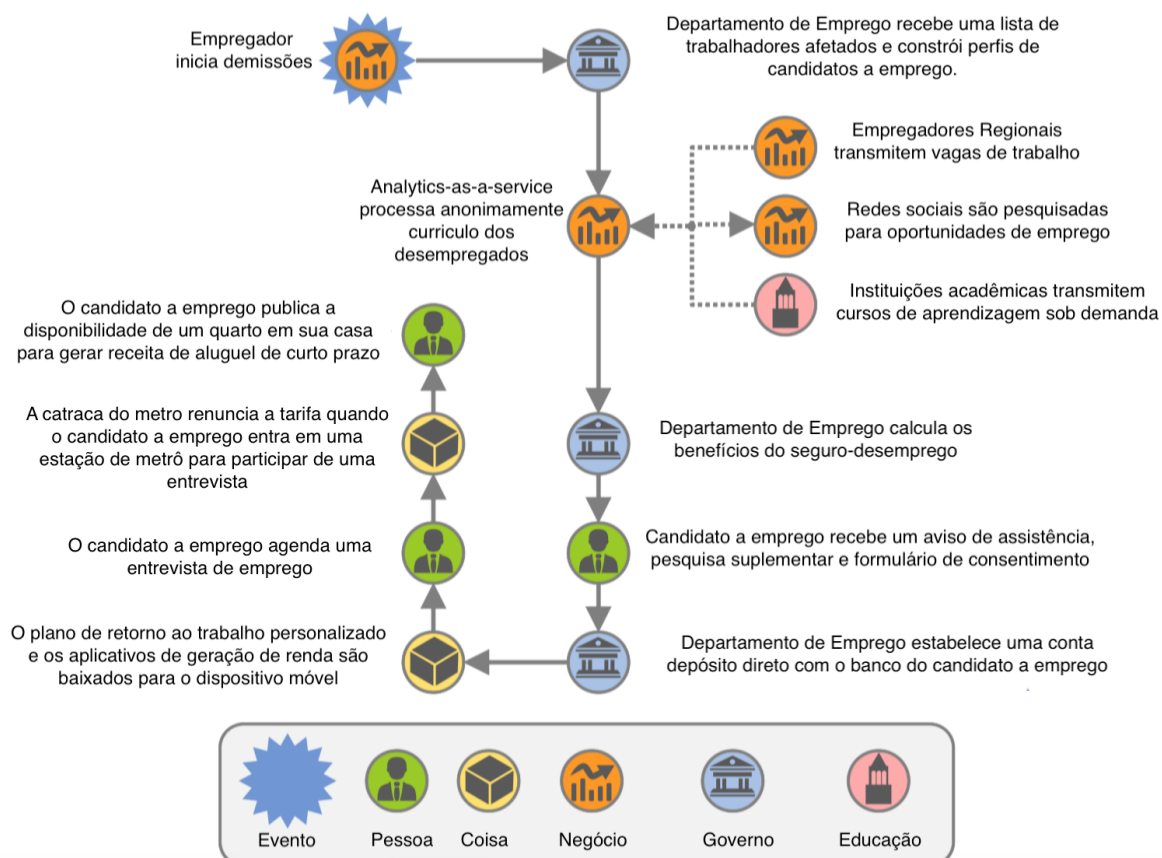 Empregador
inicia demissões
Departamento de Emprego recebe uma lista de
trabalhadores afetados e constrói perfis de
candidatos a emprego.
Empregadores Regionais
transmitem vagas de trabalho
Analytics-as-a-service
processa anonimamente
curriculo dos
desempregados
Redes sociais são pesquisadas
para oportunidades de emprego
Instituições acadêmicas transmitem
cursos de aprendizagem sob demanda
O candidato a emprego publica a
disponibilidade de um quarto em sua casa
para gerar receita de aluguel de curto prazo
A catraca do metro renuncia a tarifa quando
o candidato a emprego entra em uma
estação de metrô para participar de uma
entrevista
Departamento de Emprego calcula os
benefícios do seguro-desemprego
O candidato a emprego agenda uma
entrevista de emprego
Candidato a emprego recebe um aviso de assistência,
pesquisa suplementar e formulário de consentimento
O plano de retorno ao trabalho personalizado
e os aplicativos de geração de renda são
baixados para o dispositivo móvel
Departamento de Emprego estabelece uma conta
depósito direto com o banco do candidato a emprego
Evento
Pessoa
Coisa
Negócio
Governo
Educação